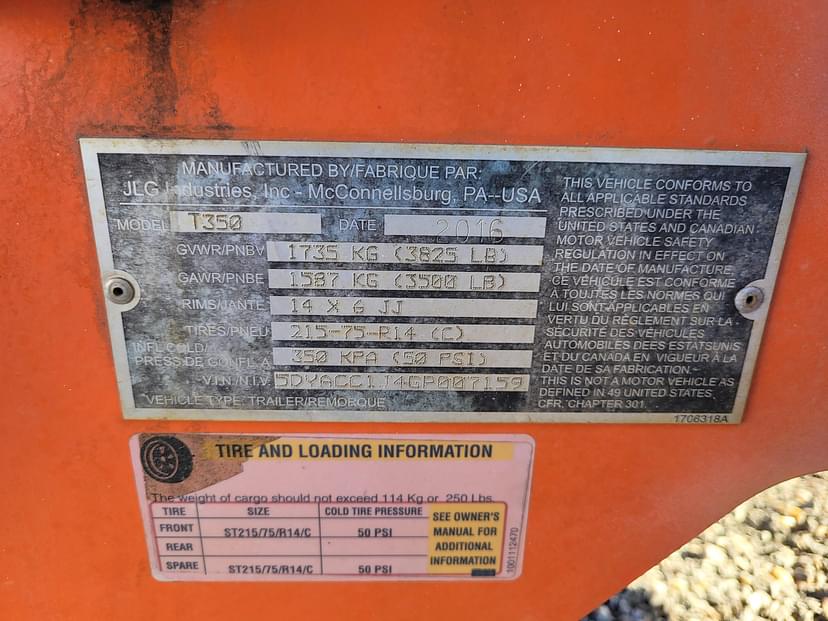 MANUFACTURED BY/FABRIQUE PAR:
JLG Industries, Inc - McConnellsburg, PA--USA
MODEL T350 DATE 2016
GVWR/PNBV 1735 KG (3825 LB)
GAWR/PNBE 1587 KG (3500 LB)
RIMS/JANTE 14 X 6 JJ
TIRES/PNEU 215-75-R14 (C)
INFL.COLD/
PRESS.DE GONFL.A 350 KPA (50 PSI)
V.I.N./N.I.V. 5DYACC1J4GP007159
VEHICLE TYPE: TRAILER/REMORQUE
THIS VEHICLE CONFORMS TO
ALL APPLICABLE STANDARDS
PRESCRIBED UNDER THE
UNITED STATES AND CANADIAN
MOTOR VEHICLE SAFETY
REGULATION IN EFFECT ON
THE DATE OF MANUFACTURE,
CE VÉHICULE EST CONFORME
À TOUTES LES NORMES QUI
LUI SONT APPLICABLES EN
VERTU DU RÉGLEMENT SUR LA
SÉCURITÉ DES VÉHICULES
AUTOMOBILES DEES ESTATSUNIS
ET DU CANADA EN VIGUEUR À LA
DATE DE SA FABRICATION~
THIS IS NOT A MOTOR VEHICLE AS
DEFINED IN 49 UNITED STATES
CFR, CHAPTER 301.
1706318A
TIRE AND LOADING INFORMATION
The weight of cargo should not exceed 114 Kg or 250 Lbs.
TIRE SIZE COLD TIRE PRESSURE
FRONT ST215/75/R14/C 50 PSI
REAR
SPARE ST215/75/R14/C 50 PSI
SEE OWNER'S
MANUAL FOR
ADDITIONAL
INFORMATION
1001112470